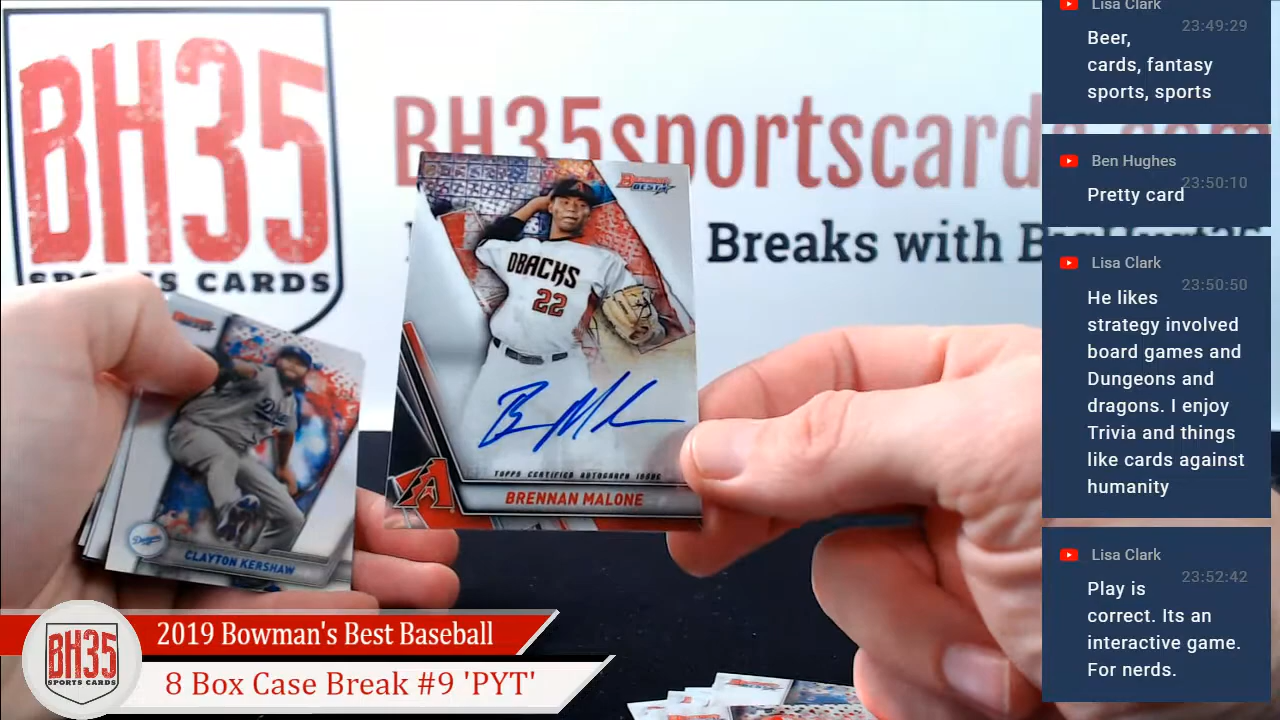 BH35
SPORTS CARDS
BH35sportscards.com
Breaks with
BOWMAN'S
BEST
DBACKS
22
TOPPS CERTIFIED AUTOGRAPH ISSUE
BRENNAN MALONE
A
Dodgers
CLAYTON KERSHAW
BH35
SPORTS CARDS
2019 Bowman's Best Baseball
8 Box Case Break #9 'PYT'
Lisa Clark
23:49:29
Beer,
cards, fantasy
sports, sports
Ben Hughes
23:50:10
Pretty card
Lisa Clark
23:50:50
He likes
strategy involved
board games and
Dungeons and
dragons. I enjoy
Trivia and things
like cards against
humanity
Lisa Clark
23:52:42
Play is
correct. Its an
interactive game.
For nerds.